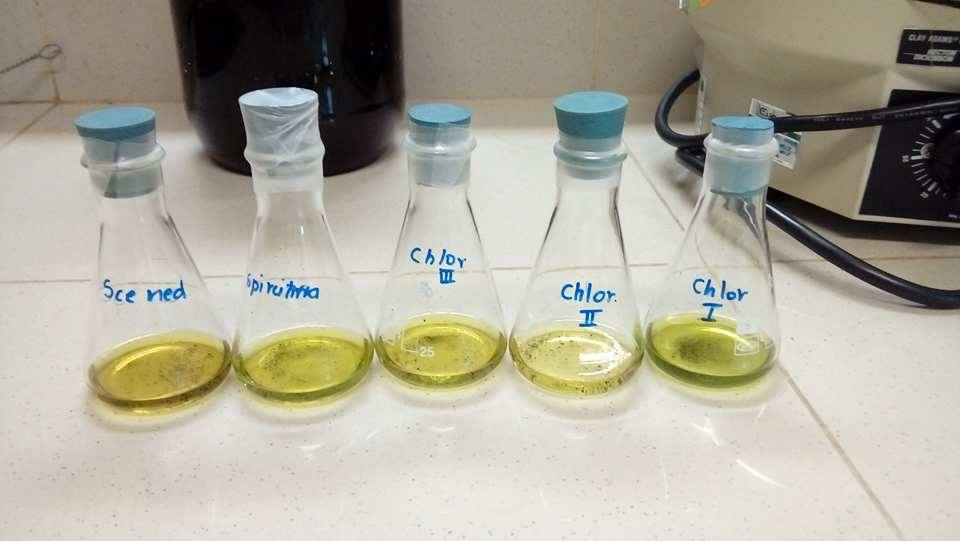 Sce ned
Spirulina
Chlor
III
25
Chlor.
II
Chlor
I
CLAY ADAMS